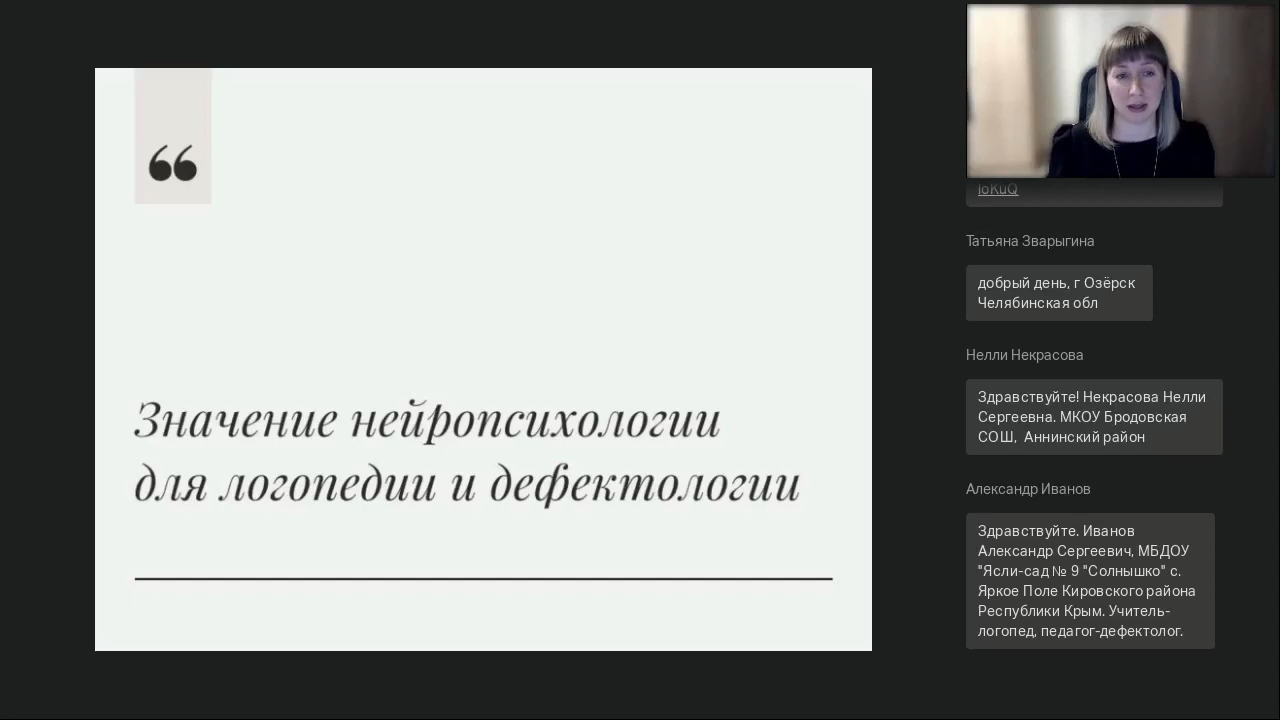 ❝
Значение нейропсихологии
для логопедии и дефектологии
IoKuQ
Татьяна Зварыгина
добрый день, г Озёрск
Челябинская обл
Нелли Некрасова
Здравствуйте! Некрасова Нелли
Сергеевна. МКОУ Бродовская
СОШ, Аннинский район
Александр Иванов
Здравствуйте. Иванов
Александр Сергеевич, МБДОУ
"Ясли-сад № 9 "Солнышко" с.
Яркое Поле Кировского района
Республики Крым. Учитель-
логопед, педагог-дефектолог.